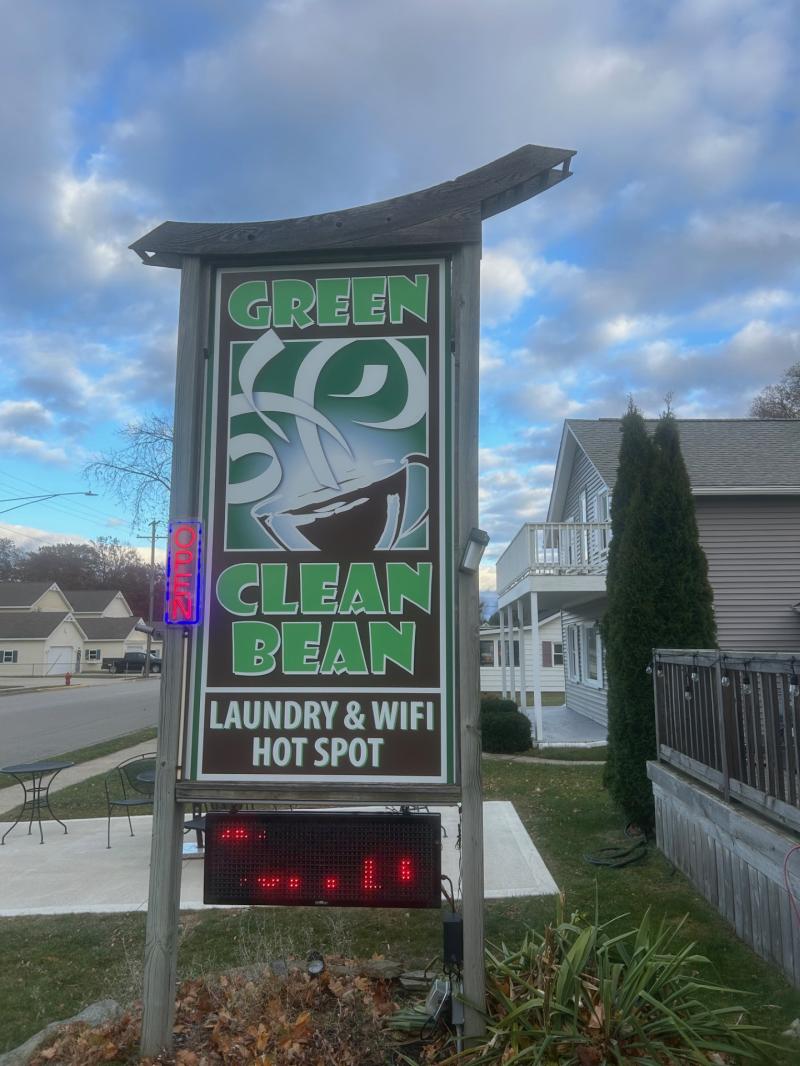 GREEN
OPEN
CLEAN
BEAN
LAUNDRY & WIFI
HOT SPOT